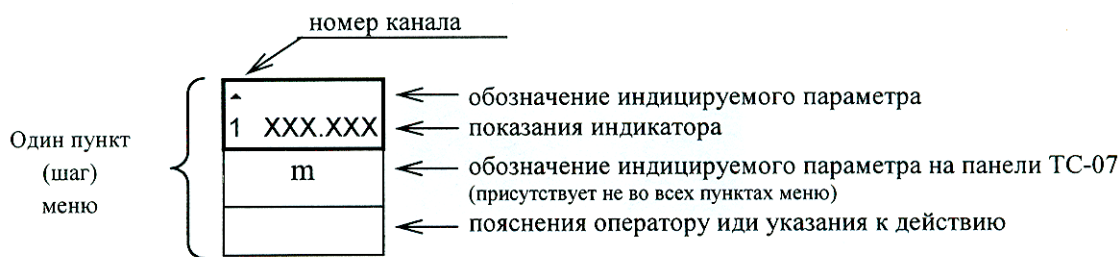 номер канала
обозначение индицируемого параметра
1 XXX.XXX
показания индикатора
Один пункт
(шаг)
меню
m
обозначение индицируемого параметра на панели ТС-07
(присутствует не во всех пунктах меню)
пояснения оператору иди указания к действию